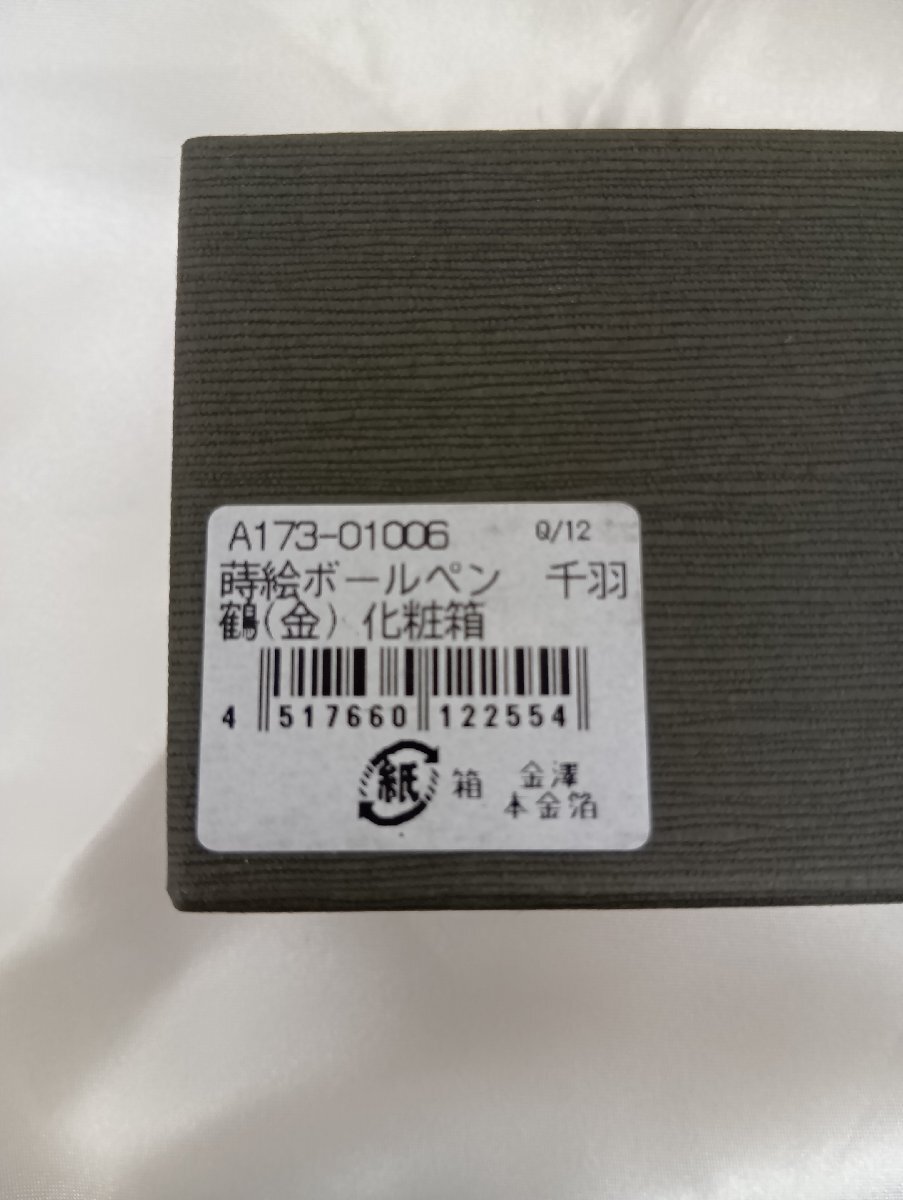 A173-01006 Q/12
蒔絵ボールペン 千羽
鶴(金) 化粧箱
4 517660 122554
紙 箱 金澤
本金箔